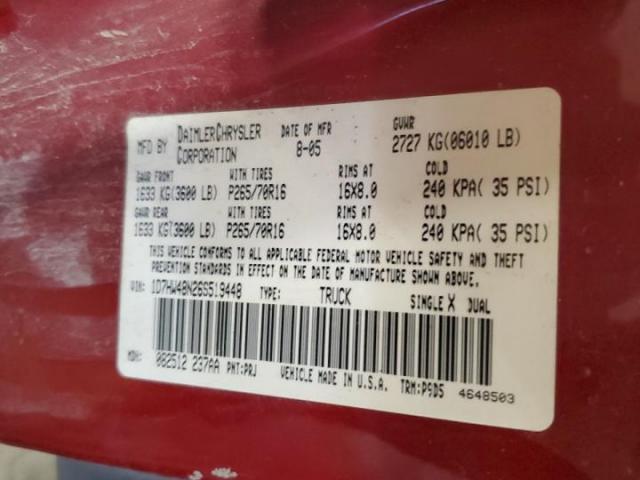 MFD BY DAIMLERCHRYSLER CORPORATION DATE OF MFR 8-05 GVWR 2727 KG(06010 LB)
GAWR FRONT WITH TIRES RIMS AT COLD
1633 KG(3600 LB) P265/70R16 16X8.0 240 KPA( 35 PSI)
GAWR REAR WITH TIRES RIMS AT COLD
1633 KG(3600 LB) P265/70R16 16X8.0 240 KPA( 35 PSI)
THIS VEHICLE CONFORMS TO ALL APPLICABLE FEDERAL MOTOR VEHICLE SAFETY AND THEFT
PREVENTION STANDARDS IN EFFECT ON THE DATE OF MANUFACTURE SHOWN ABOVE.
VIN: 1D7HW48N26S519448 TYPE: TRUCK SINGLE X DUAL
MDH: 082512 237AA PNT:PRJ VEHICLE MADE IN U.S.A. TRM:P9D5 4648503